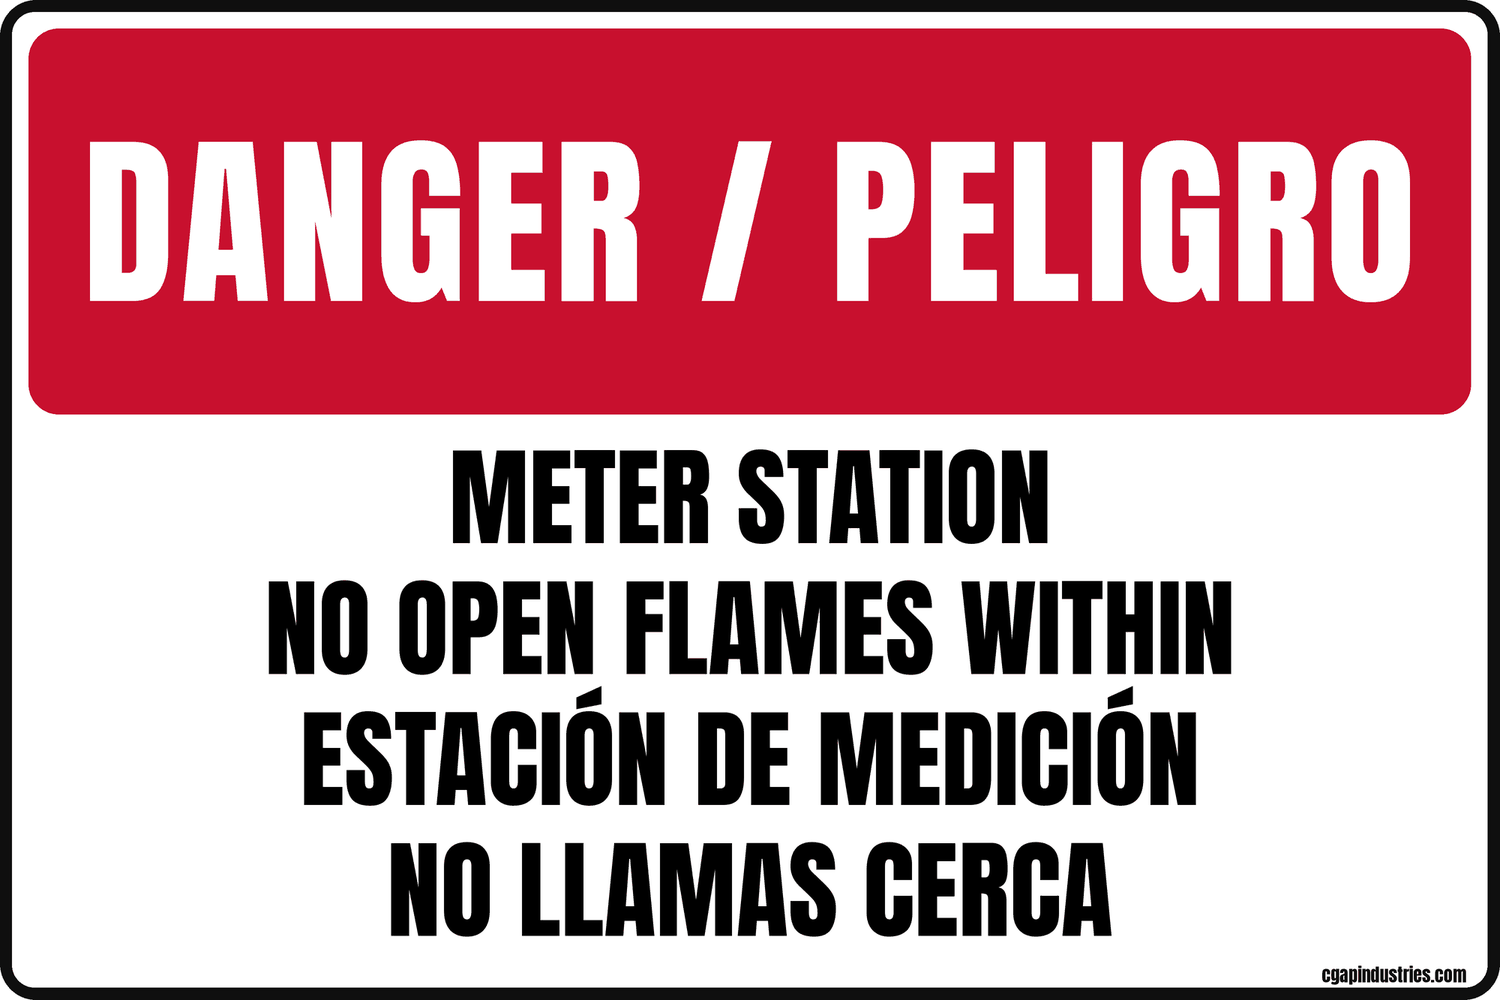 DANGER / PELIGRO
METER STATION
NO OPEN FLAMES WITHIN
ESTACIÓN DE MEDICIÓN
NO LLAMAS CERCA
cgapindustries.com